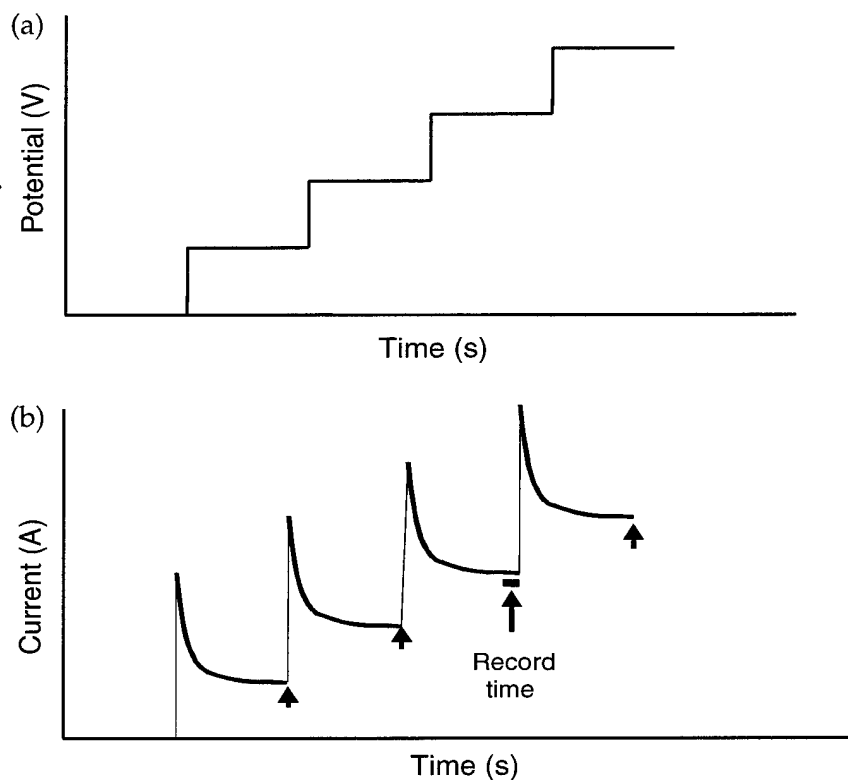 (a)
Potential (V)
Time (s)
(b)
Current (A)
Record
time
Time (s)